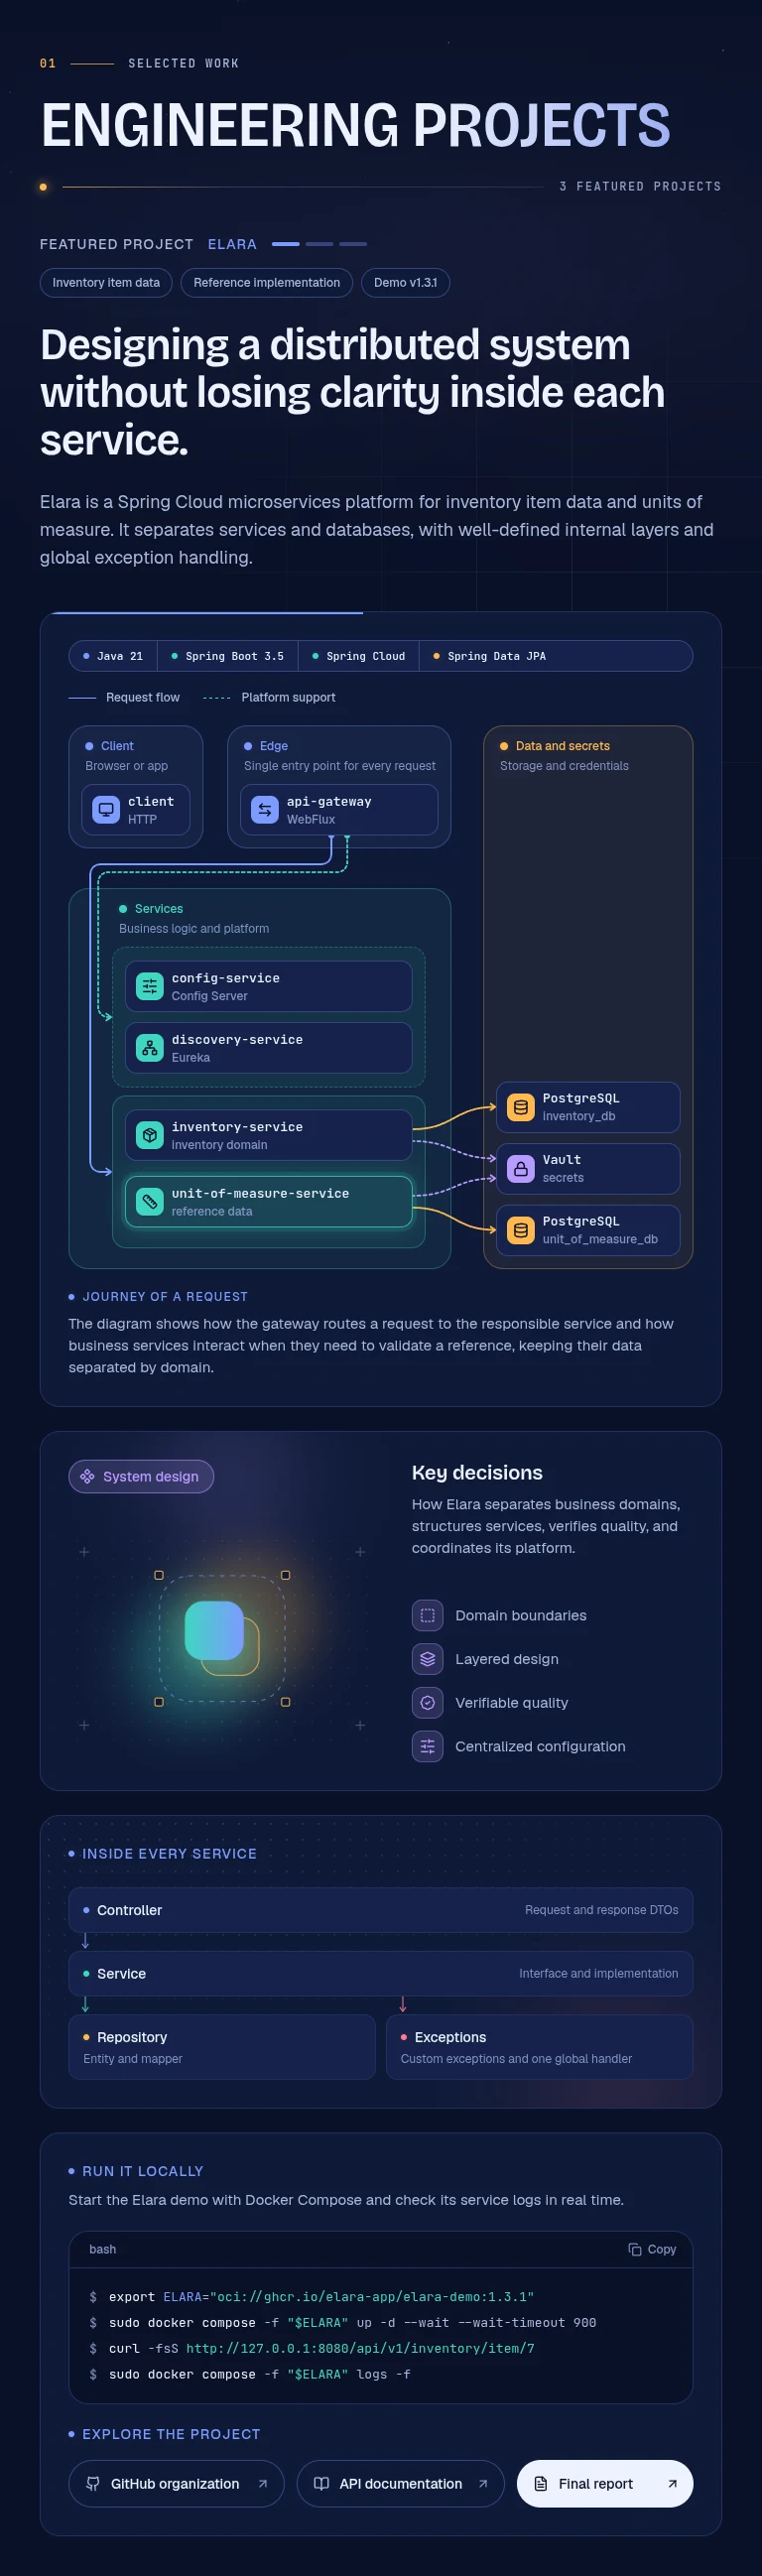 01 SELECTED WORK
ENGINEERING PROJECTS
3 FEATURED PROJECTS
FEATURED PROJECT ELARA
Inventory item data
Reference implementation
Demo v1.3.1
Designing a distributed system
without losing clarity inside each
service.
Elara is a Spring Cloud microservices platform for inventory item data and units of
measure. It separates services and databases, with well-defined internal layers and
global exception handling.
Java 21
Spring Boot 3.5
Spring Cloud
Spring Data JPA
Request flow
Platform support
Client
Browser or app
client
HTTP
Edge
Single entry point for every request
api-gateway
WebFlux
Data and secrets
Storage and credentials
Services
Business logic and platform
config-service
Config Server
discovery-service
Eureka
inventory-service
inventory domain
unit-of-measure-service
reference data
PostgreSQL
inventory_db
Vault
secrets
PostgreSQL
unit_of_measure_db
JOURNEY OF A REQUEST
The diagram shows how the gateway routes a request to the responsible service and how
business services interact when they need to validate a reference, keeping their data
separated by domain.
System design
Key decisions
How Elara separates business domains,
structures services, verifies quality, and
coordinates its platform.
Domain boundaries
Layered design
Verifiable quality
Centralized configuration
INSIDE EVERY SERVICE
Controller
Request and response DTOs
Service
Interface and implementation
Repository
Entity and mapper
Exceptions
Custom exceptions and one global handler
RUN IT LOCALLY
Start the Elara demo with Docker Compose and check its service logs in real time.
bash
Copy
$ export ELARA="oci://ghcr.io/elara-app/elara-demo:1.3.1"
$ sudo docker compose -f "$ELARA" up -d --wait --wait-timeout 900
$ curl -fsS http://127.0.0.1:8080/api/v1/inventory/item/7
$ sudo docker compose -f "$ELARA" logs -f
EXPLORE THE PROJECT
GitHub organization
API documentation
Final report